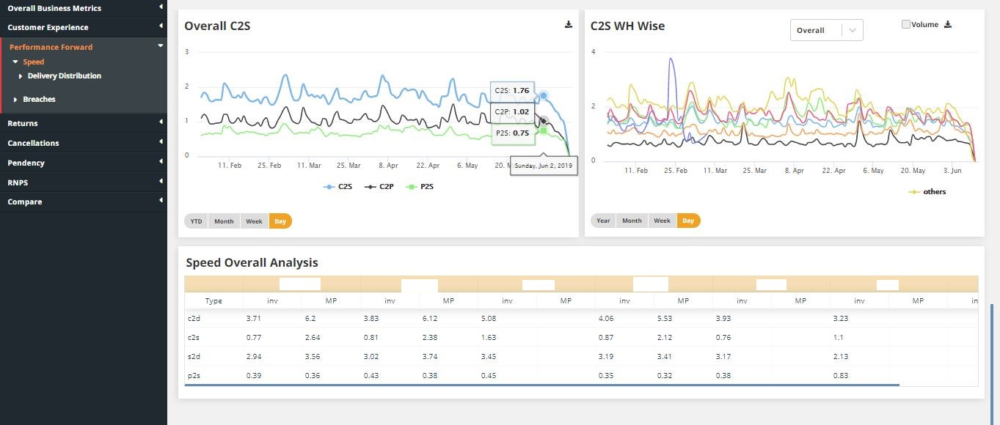 Overall Business Metrics
Customer Experience
Performance Forward
Speed
Delivery Distribution
Breaches
Returns
Cancellations
Pendency
RNPS
Compare
Overall C2S
3
2
1
0
C2S: 1.76
C2P: 1.02
P2S: 0.75
Sunday, Jun 2, 2019
11. Feb 25. Feb 11. Mar 25. Mar 8. Apr 22. Apr 6. May 20. M
C2S C2P P2S
YTD Month Week Day
C2S WH Wise
Overall
Volume
4
2
0
11. Feb 25. Feb 11. Mar 25. Mar 8. Apr 22. Apr 6. May 20. May 3. Jun
others
Year Month Week Day
Speed Overall Analysis
Type inv MP inv MP inv MP inv MP inv MP inv MP in
c2d 3.71 6.2 3.83 6.12 5.08 4.06 5.53 3.93 3.23
c2s 0.77 2.64 0.81 2.38 1.63 0.87 2.12 0.76 1.1
s2d 2.94 3.56 3.02 3.74 3.45 3.19 3.41 3.17 2.13
p2s 0.39 0.36 0.43 0.38 0.45 0.35 0.32 0.38 0.83